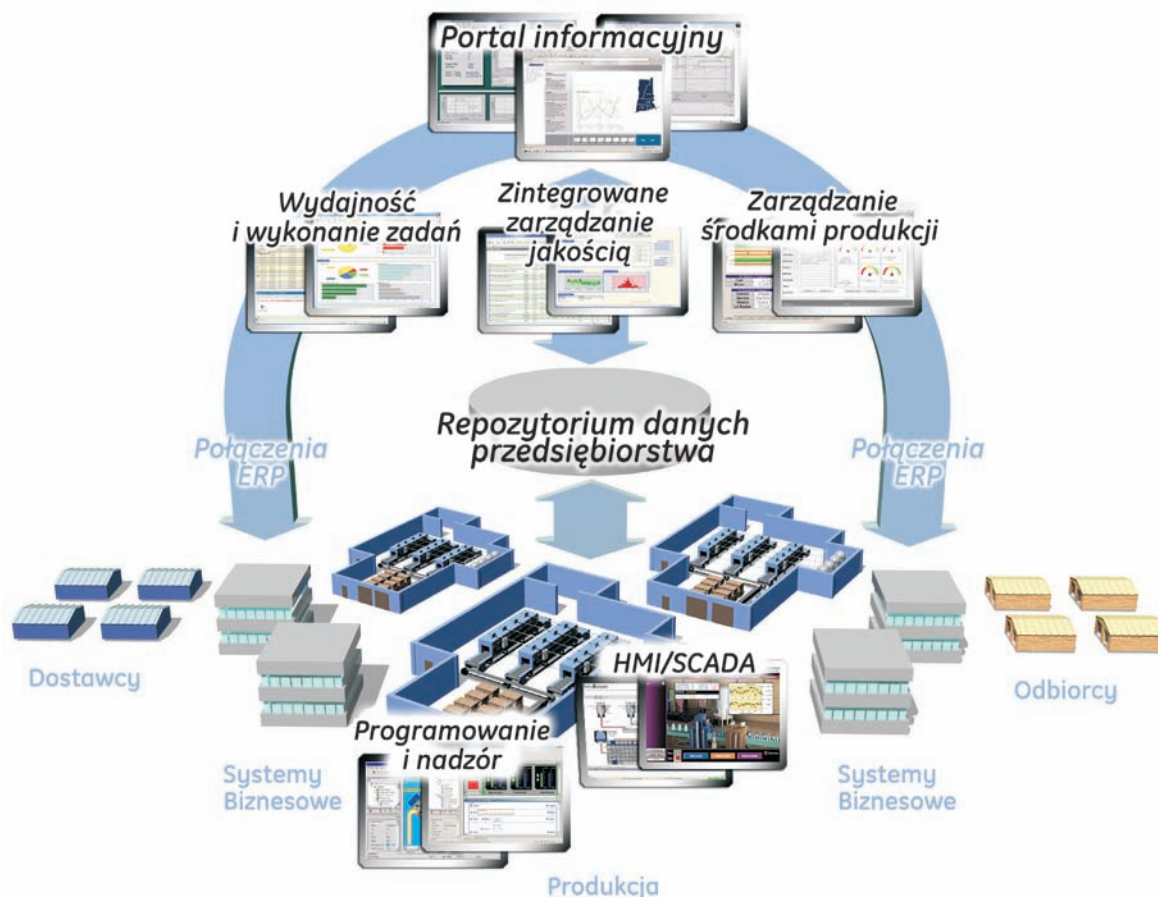 Portal informacyjny
Wydajność
i wykonanie zadań
Zintegrowane
zarządzanie
jakością
Zarządzanie
środkami produkcji
Repozytorium danych
przedsiębiorstwa
Połączenia
ERP
Połączenia
ERP
Dostawcy
HMI/SCADA
Odbiorcy
Programowanie
i nadzór
Systemy
Biznesowe
Systemy
Biznesowe
Produkcja